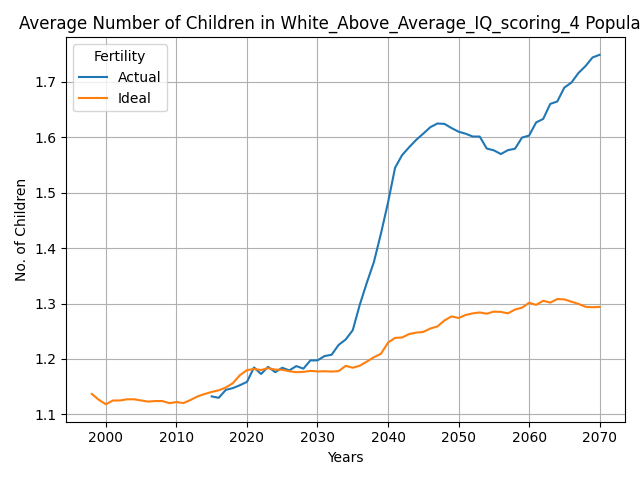 Average Number of Children in White_Above_Average_IQ_scoring_4 Popula
Fertility
Actual
Ideal
No. of Children
1.7
1.6
1.5
1.4
1.3
1.2
1.1
2000 2010 2020 2030 2040 2050 2060 2070
Years